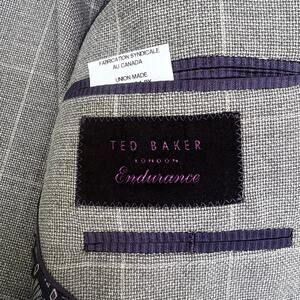 FABRICATION SYNDICALE
AU CANADA
UNION MADE
TED BAKER
LONDON
Endurance